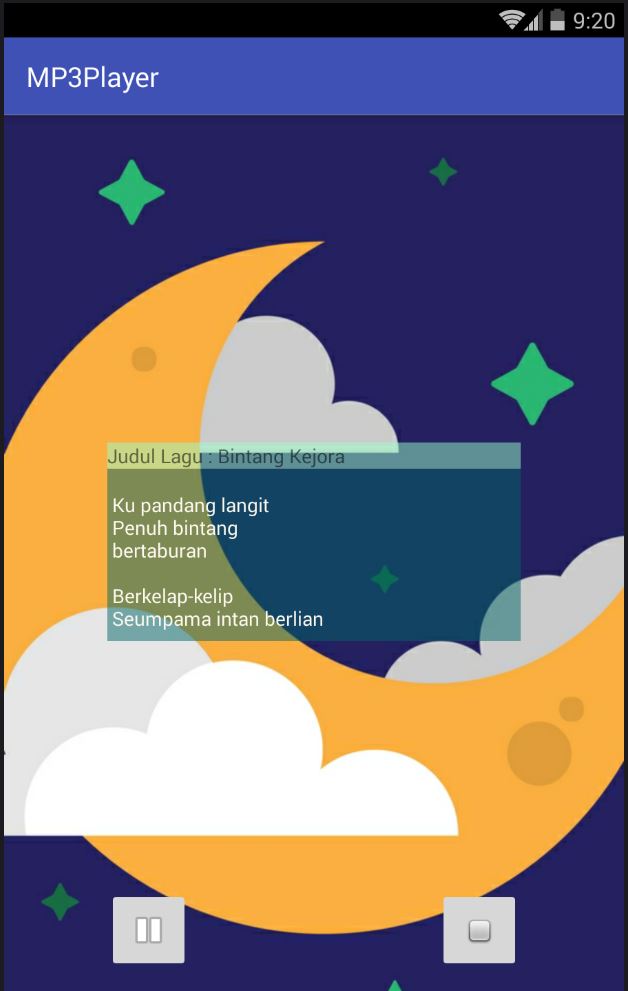 9:20
MP3Player
Judul Lagu : Bintang Kejora
Ku pandang langit
Penuh bintang
bertaburan
Berkelap-kelip
Seumpama intan berlian